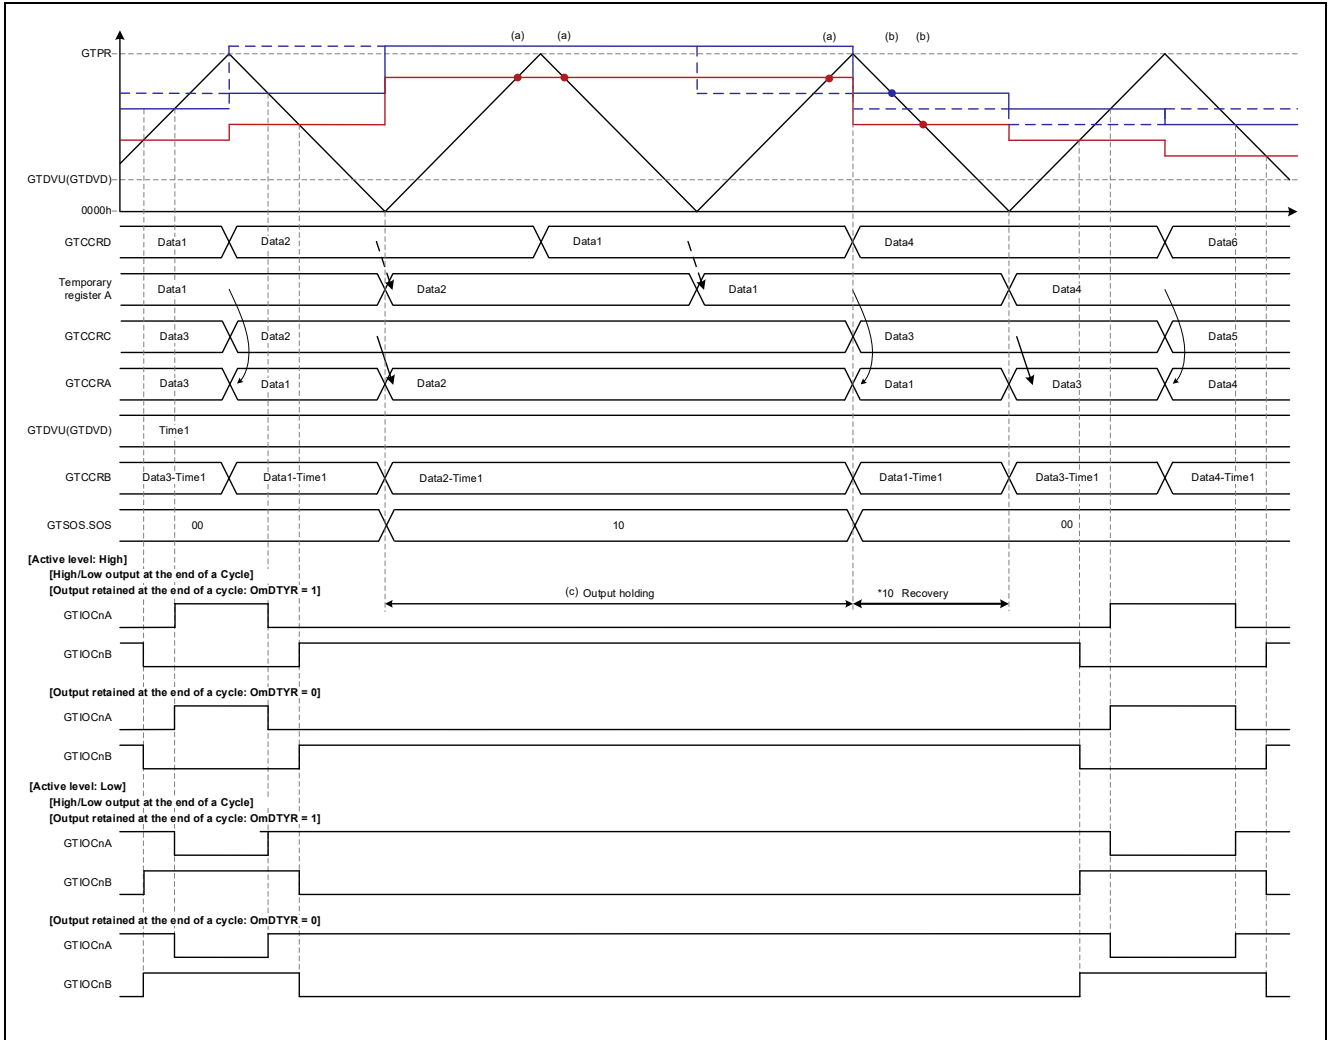 (a) (a) (a) (b) (b)
GTPR
GTDVU(GTDVD)
0000h
GTCCRD Data1 Data2 Data1 Data4 Data6
Temporary
register A Data1 Data2 Data1 Data4
GTCCRC Data3 Data2 Data3 Data5
GTCCRA Data3 Data1 Data2 Data1 Data3 Data4
GTDVU(GTDVD) Time1
GTCCRB Data3-Time1 Data1-Time1 Data2-Time1 Data1-Time1 Data3-Time1 Data4-Time1
GTSOS.SOS 00 10 00
[Active level: High]
[High/Low output at the end of a Cycle]
[Output retained at the end of a cycle: OmDTYR = 1] (c) Output holding *10 Recovery
GTIOCnA
GTIOCnB
[Output retained at the end of a cycle: OmDTYR = 0]
GTIOCnA
GTIOCnB
[Active level: Low]
[High/Low output at the end of a Cycle]
[Output retained at the end of a cycle: OmDTYR = 1]
GTIOCnA
GTIOCnB
[Output retained at the end of a cycle: OmDTYR = 0]
GTIOCnA
GTIOCnB